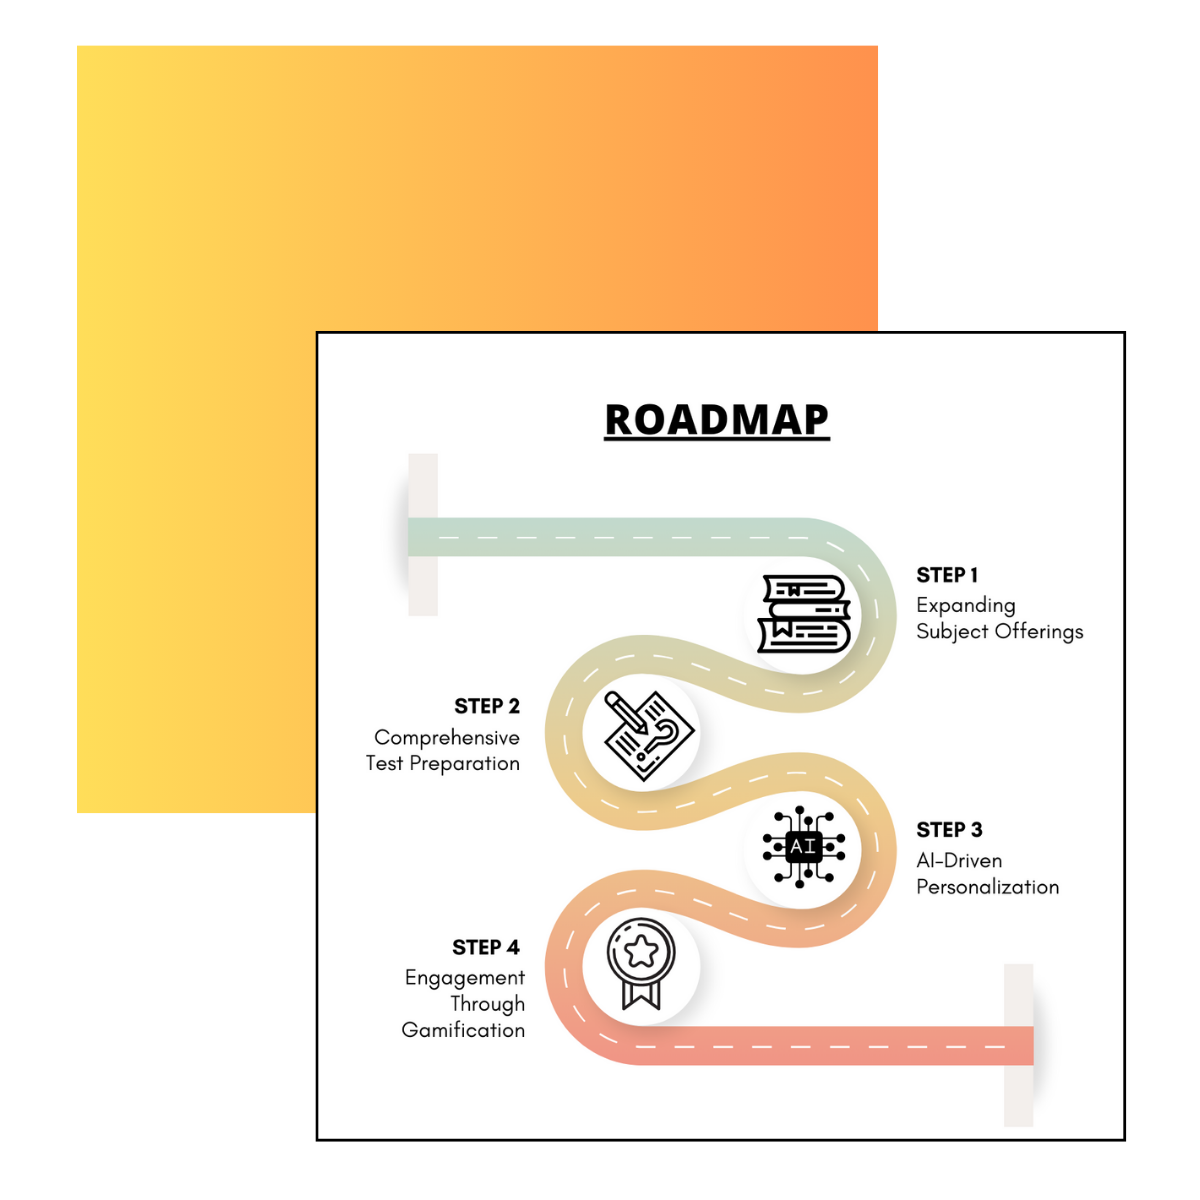 ROADMAP
STEP 1
Expanding
Subject Offerings
STEP 2
Comprehensive
Test Preparation
AI
STEP 3
AI-Driven
Personalization
STEP 4
Engagement
Through
Gamification